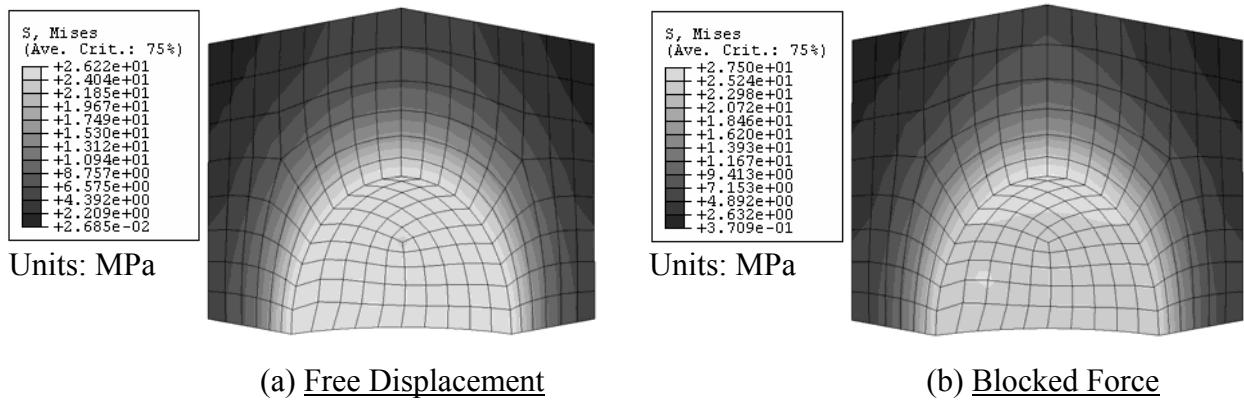 S, Mises
(Ave. Crit.: 75%)
+2.622e+01
+2.404e+01
+2.185e+01
+1.967e+01
+1.749e+01
+1.530e+01
+1.312e+01
+1.094e+01
+8.757e+00
+6.575e+00
+4.392e+00
+2.209e+00
+2.685e-02
Units: MPa
(a) Free Displacement
S, Mises
(Ave. Crit.: 75%)
+2.750e+01
+2.524e+01
+2.298e+01
+2.072e+01
+1.846e+01
+1.620e+01
+1.393e+01
+1.167e+01
+9.413e+00
+7.153e+00
+4.892e+00
+2.632e+00
+3.709e-01
Units: MPa
(b) Blocked Force